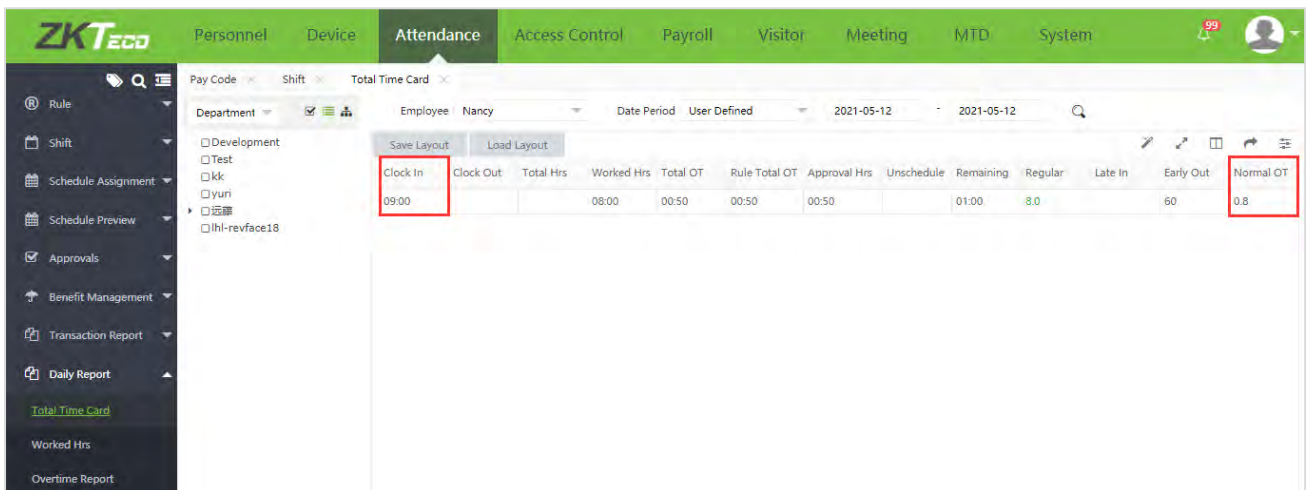 ZKTeco Personnel Device Attendance Access Control Payroll Visitor Meeting MTD System 99
Pay Code × Shift × Total Time Card ×
Department Employee Nancy Date Period User Defined 2021-05-12 - 2021-05-12
Save Layout Load Layout
Clock In Clock Out Total Hrs Worked Hrs Total OT Rule Total OT Approval Hrs Unschedule Remaining Regular Late In Early Out Normal OT
09:00 08:00 00:50 00:50 00:50 01:00 8.0 60 0.8
Development
Test
kk
yuri
远藤
lhl-revface18
Rule
Shift
Schedule Assignment
Schedule Preview
Approvals
Benefit Management
Transaction Report
Daily Report
Total Time Card
Worked Hrs
Overtime Report